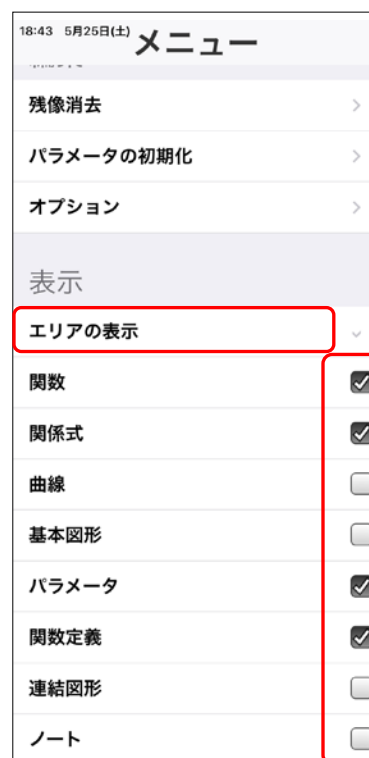 18:43 5月25日(土)
メニュー
残像消去
パラメータの初期化
オプション
表示
エリアの表示
関数
関係式
曲線
基本図形
パラメータ
関数定義
連結図形
ノート